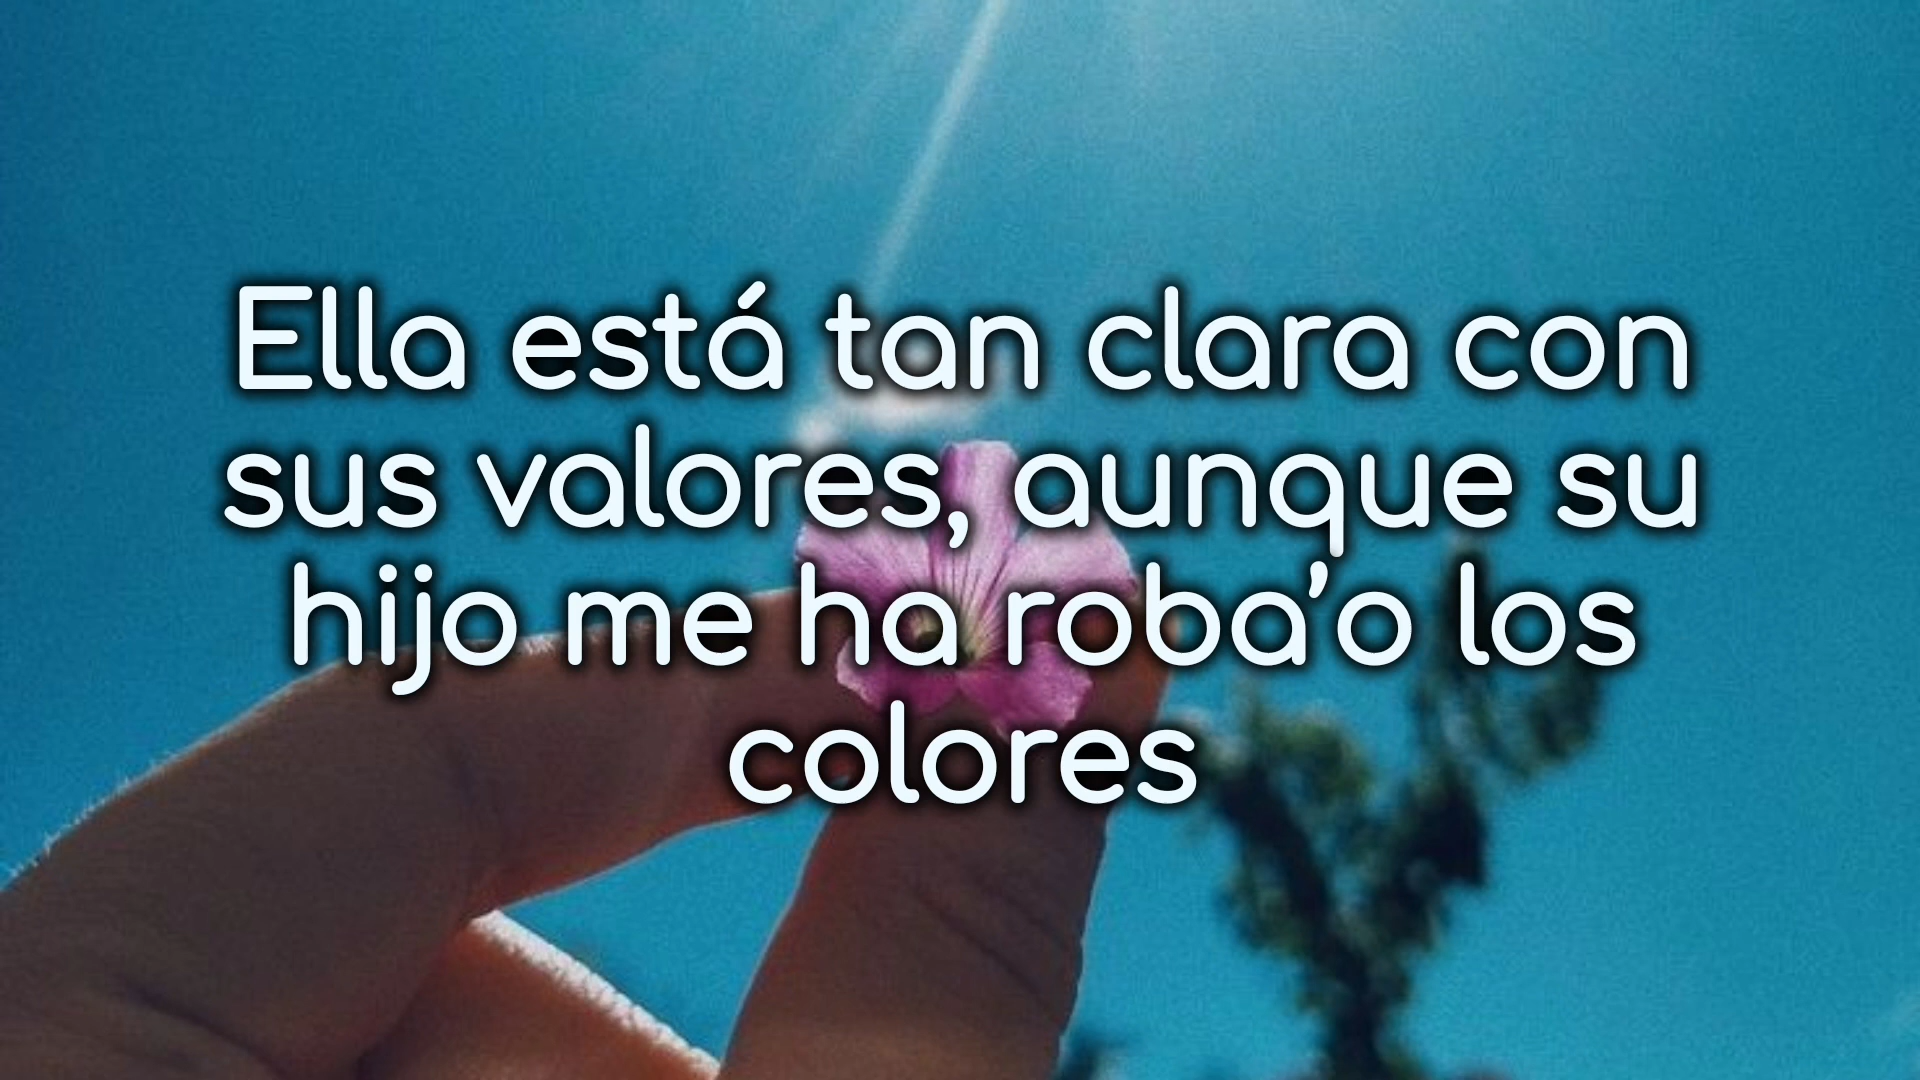 Ella está tan clara con
sus valores, aunque su
hijo me ha roba’o los
colores